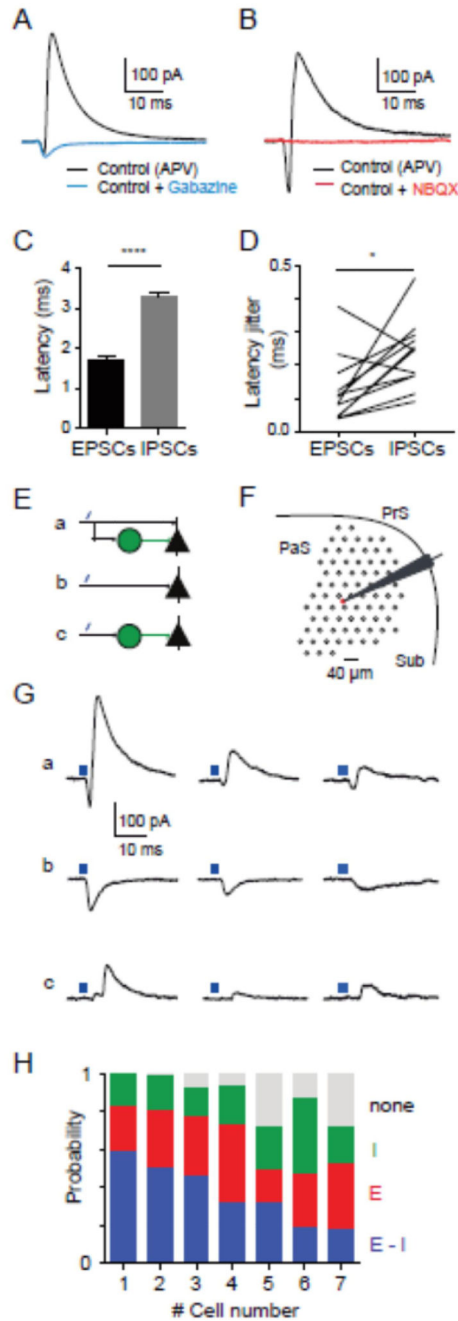 A
B
100 pA
10 ms
100 pA
10 ms
Control (APV)
Control + Gabazine
Control (APV)
Control + NBQX
C
D
****
*
Latency (ms)
4
3
2
1
0
EPSCs IPSCs
Latency jitter
(ms)
0.5
0.0
EPSCs IPSCs
E
F
a
b
c
PrS
PaS
Sub
40 µm
G
a
100 pA
10 ms
b
c
H
Probability
1
0
none
I
E
E - I
1 2 3 4 5 6 7
# Cell number